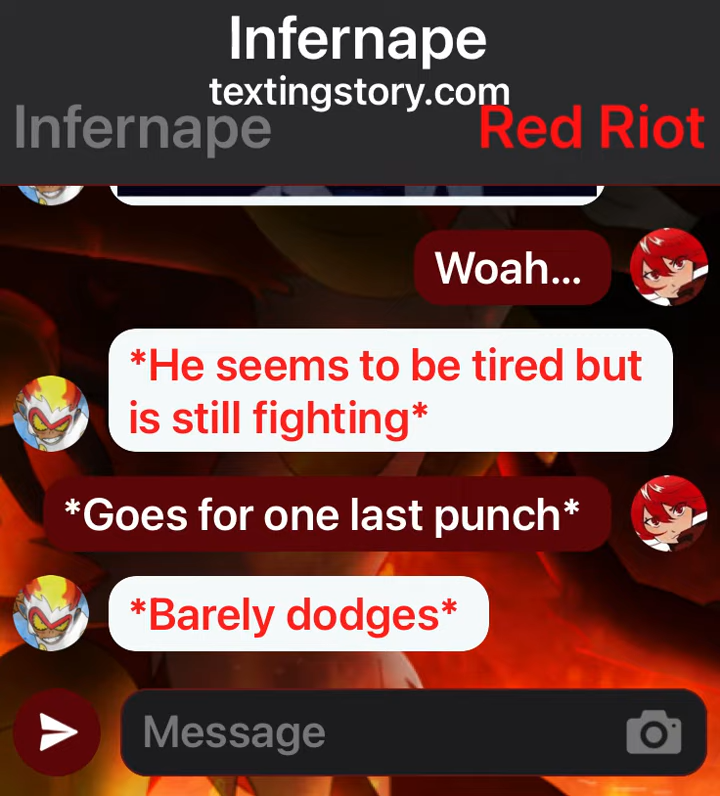 Infernape
textingstory.com
Infernape
Red Riot
Woah...
*He seems to be tired but
is still fighting*
*Goes for one last punch*
*Barely dodges*
Message